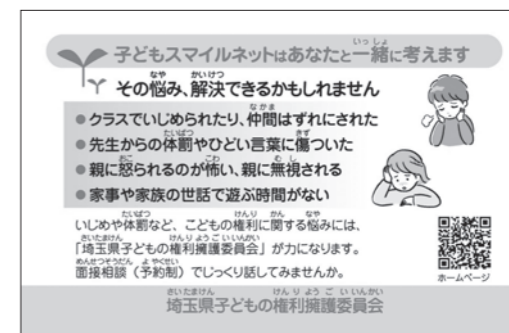 子どもスマイルネットはあなたと一緒に考えます
その悩み、解決できるかもしれません
●クラスでいじめられたり、仲間はずれにされた
●先生からの体罰やひどい言葉に傷ついた
●親に怒られるのが怖い、親に無視される
●家事や家族の世話で遊ぶ時間がない
いじめや体罰など、こどもの権利に関する悩みには、
「埼玉県子どもの権利擁護委員会」が力になります。
面接相談(予約制)でじっくり話してみませんか。
ホームページ
埼玉県子どもの権利擁護委員会